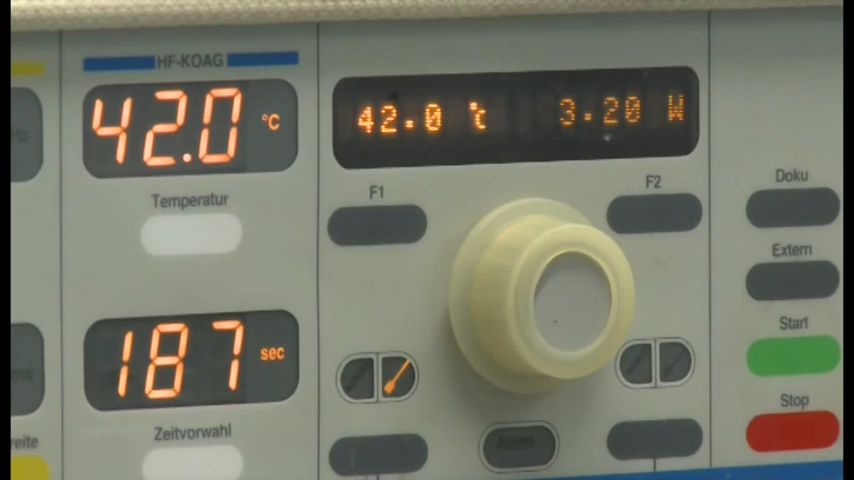 HF-KOAG
42.0 °C
42.0 °C 3.20 W
Temperatur
F1
F2
Doku
Extern
Start
Stop
187 sec
Zeitvorwahl
Alarm
reite